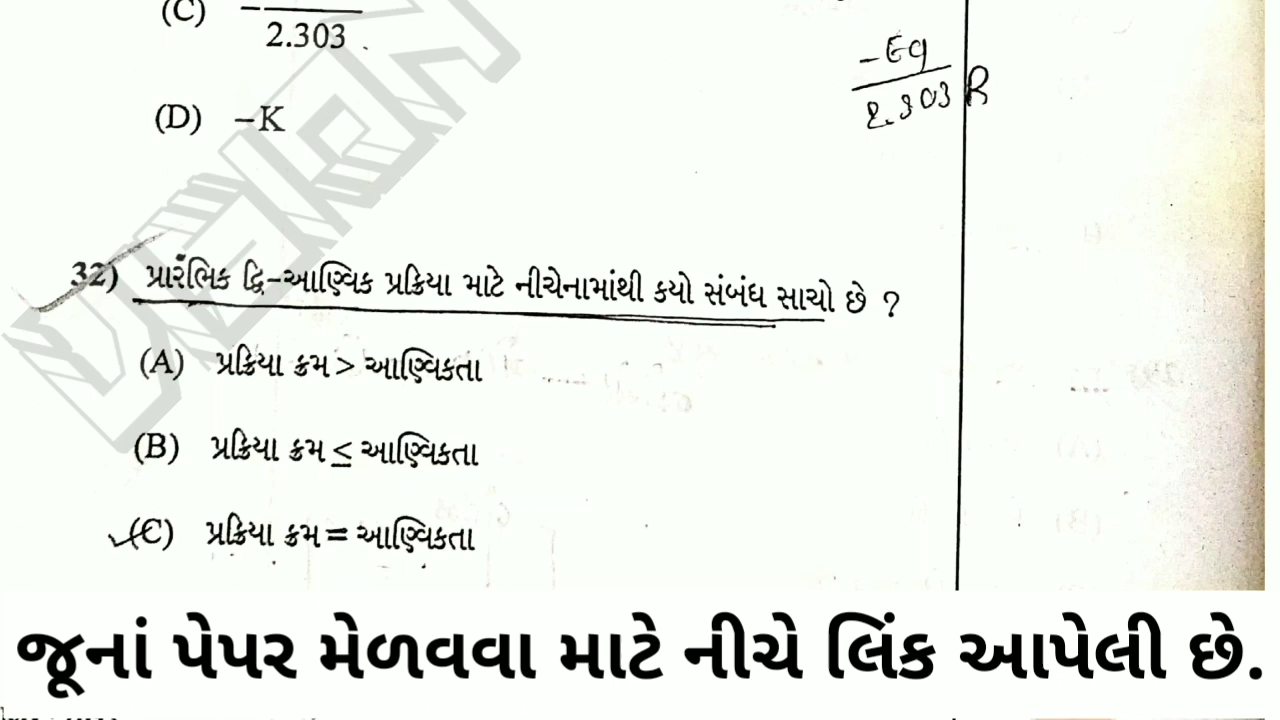 (C) –
2.303
(D) –K
–Eq
2.303 R
32) પ્રારંભિક દ્વિ-આણ્વિક પ્રક્રિયા માટે નીચેનામાંથી કયો સંબંધ સાચો છે ?
(A) પ્રક્રિયા ક્રમ > આણ્વિકતા
(B) પ્રક્રિયા ક્રમ ≤ આણ્વિકતા
(C) પ્રક્રિયા ક્રમ = આણ્વિકતા
જૂનાં પેપર મેળવવા માટે નીચે લિંક આપેલી છે.